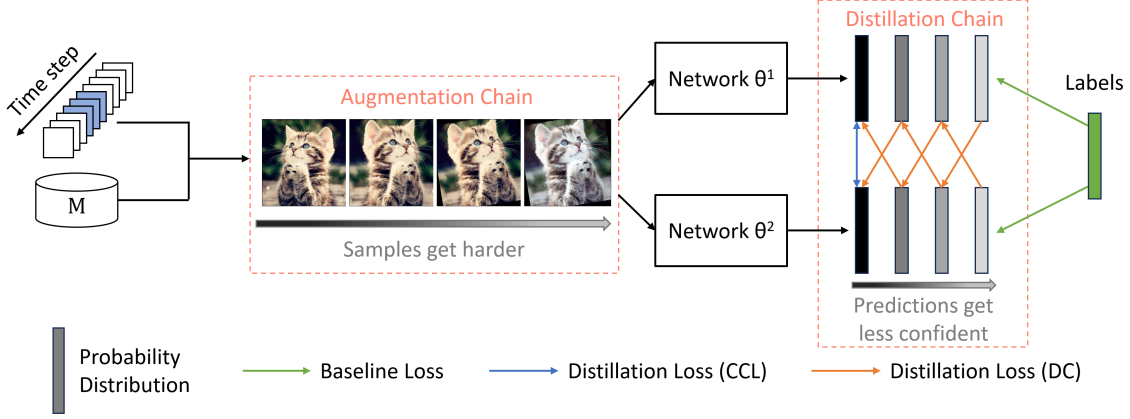 Time step
M
Augmentation Chain
Samples get harder
Network θ¹
Network θ²
Distillation Chain
Predictions get
less confident
Labels
Probability
Distribution
Baseline Loss
Distillation Loss (CCL)
Distillation Loss (DC)